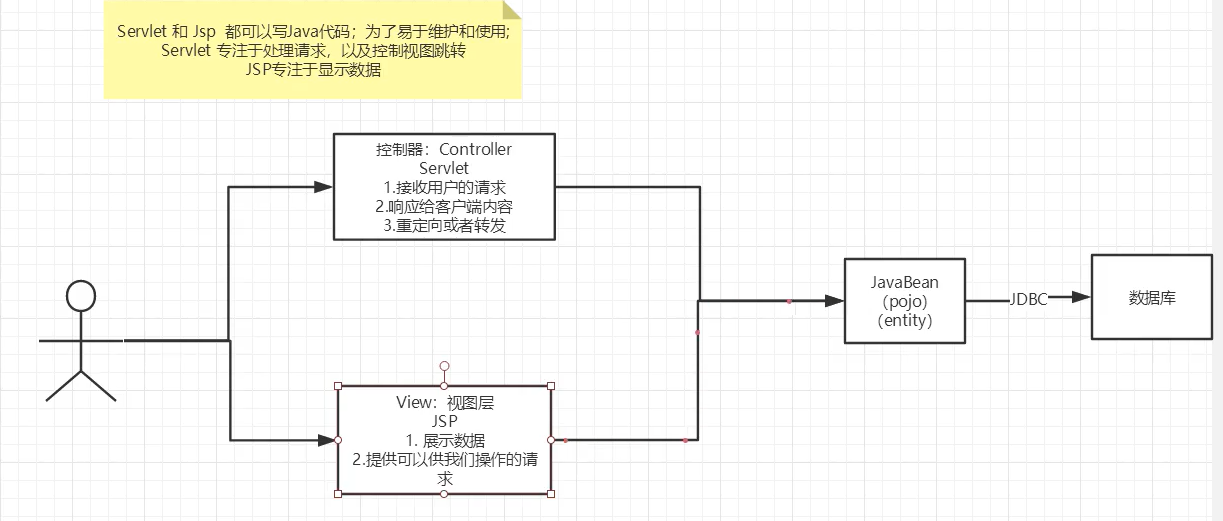 Servlet 和 Jsp 都可以写Java代码；为了易于维护和使用;
Servlet 专注于处理请求，以及控制视图跳转
JSP专注于显示数据
控制器：Controller
Servlet
1.接收用户的请求
2.响应给客户端内容
3.重定向或者转发
JavaBean
（pojo）
（entity）
JDBC
数据库
View：视图层
JSP
1. 展示数据
2.提供可以供我们操作的请
求